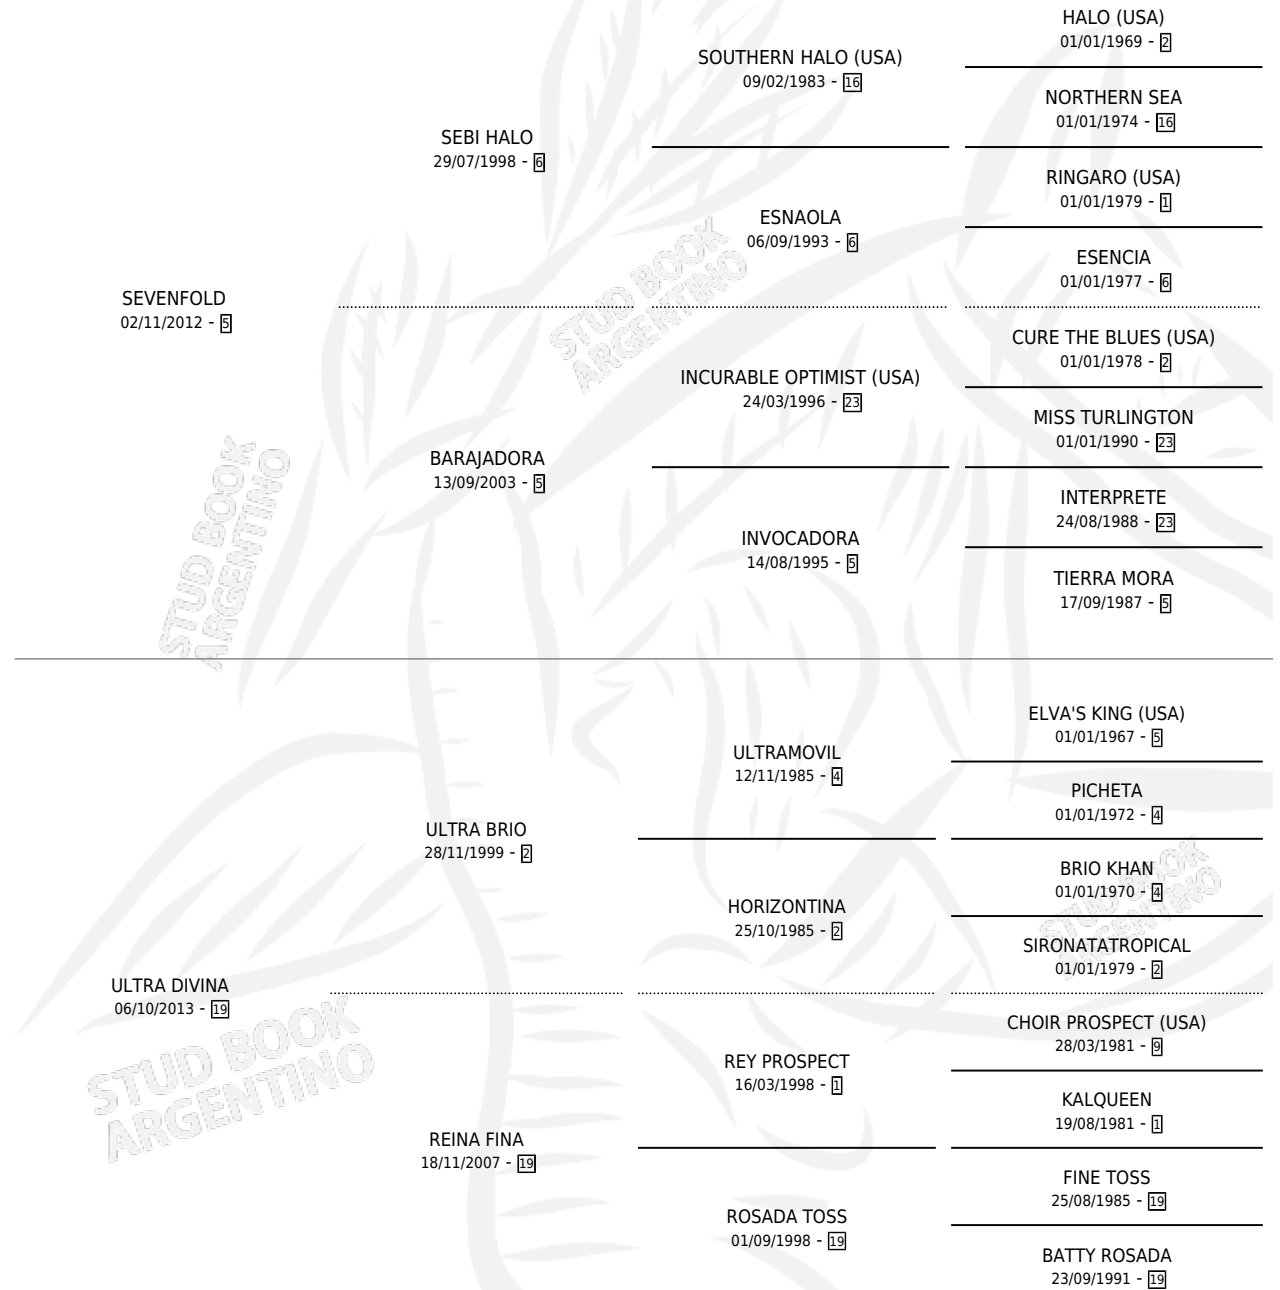 HALO (USA)
01/01/1969 - 2
SOUTHERN HALO (USA)
09/02/1983 - 16
NORTHERN SEA
01/01/1974 - 16
SEBI HALO
29/07/1998 - 6
RINGARO (USA)
01/01/1979 - 1
ESNAOLA
06/09/1993 - 6
ESENCIA
01/01/1977 - 6
SEVENFOLD
02/11/2012 - 5
STUD BOOK
ARGENTINO
CURE THE BLUES (USA)
01/01/1978 - 2
INCURABLE OPTIMIST (USA)
24/03/1996 - 23
MISS TURLINGTON
01/01/1990 - 23
BARAJADORA
13/09/2003 - 5
INTERPRETE
24/08/1988 - 23
INVOCADORA
14/08/1995 - 5
TIERRA MORA
17/09/1987 - 5
STUD BOOK
ARGENTINO
ELVA'S KING (USA)
01/01/1967 - 5
ULTRAMOVIL
12/11/1985 - 4
PICHETA
01/01/1972 - 4
ULTRA BRIO
28/11/1999 - 2
BRIO KHAN
01/01/1970 - 4
HORIZONTINA
25/10/1985 - 2
SIRONATATROPICAL
01/01/1979 - 2
STUD BOOK
ARGENTINO
ULTRA DIVINA
06/10/2013 - 19
CHOIR PROSPECT (USA)
28/03/1981 - 9
REY PROSPECT
16/03/1998 - 1
KALQUEEN
19/08/1981 - 1
STUD BOOK
ARGENTINO
REINA FINA
18/11/2007 - 19
FINE TOSS
25/08/1985 - 19
ROSADA TOSS
01/09/1998 - 19
BATTY ROSADA
23/09/1991 - 19